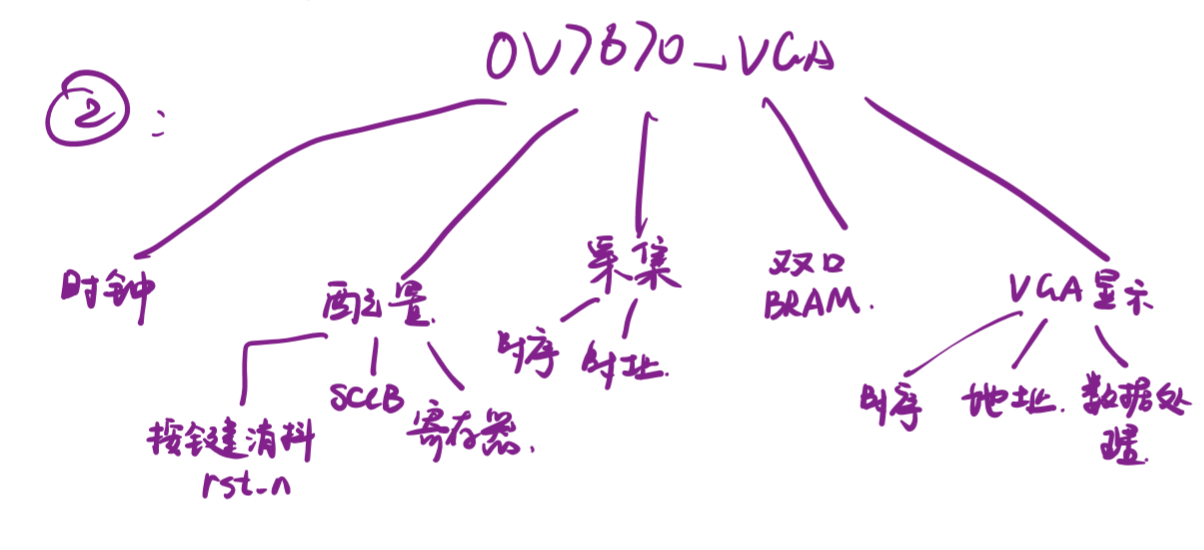 OV7670_VGA
②:
时钟
配置.
采集
双口
BRAM.
VGA显示
时序
时址.
按键消抖
rst_n
SCCB
寄存器.
时序
地址.
数据处
理.